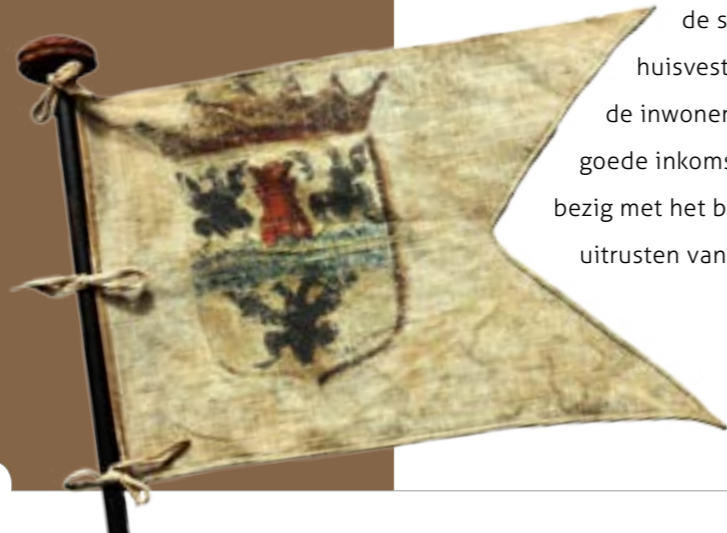 de s
huisvest
de inwoner
goede inkoms
bezig met het b
uitrusten van